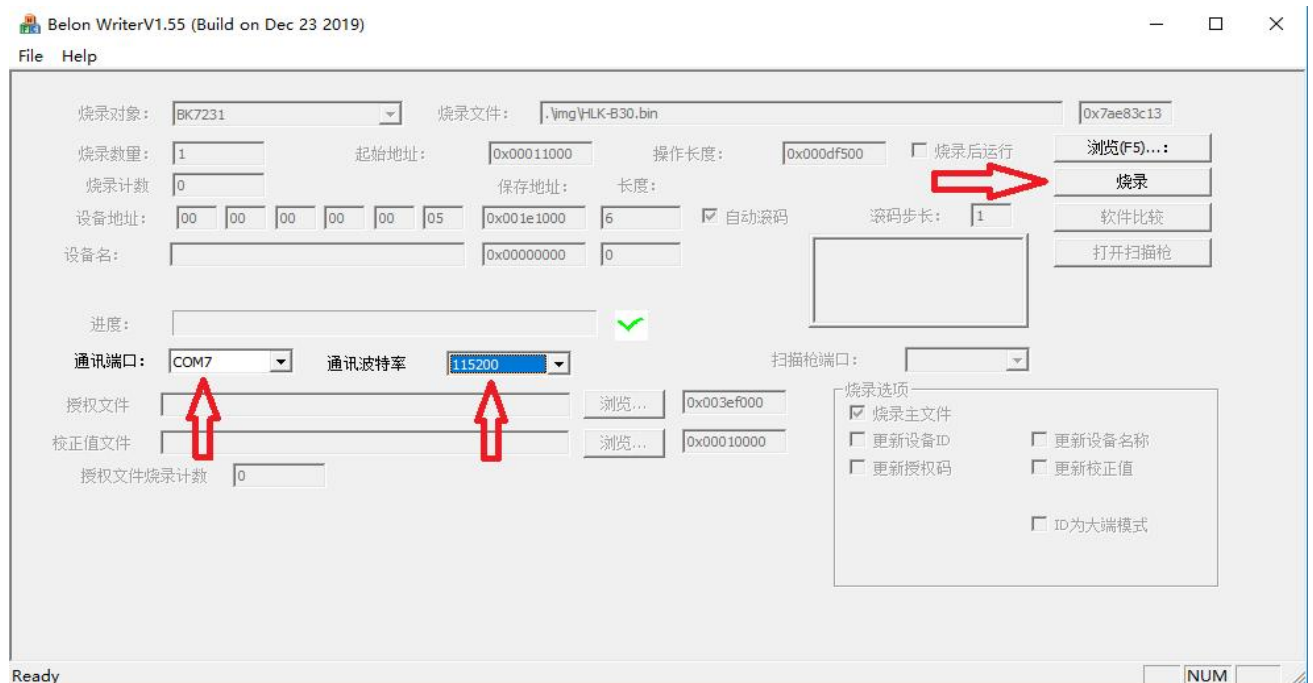 Belon WriterV1.55 (Build on Dec 23 2019)
File Help
烧录对象： BK7231 烧录文件： .\img\HLK-B30.bin 0x7ae83c13
烧录数量： 1 起始地址： 0x00011000 操作长度： 0x000df500 烧录后运行 浏览(F5)...:
烧录计数 0 保存地址： 长度： 烧录
设备地址： 00 00 00 00 00 05 0x001e1000 6 自动滚码 滚码步长： 1 软件比较
设备名： 0x00000000 0 打开扫描枪
进度：
通讯端口： COM7 通讯波特率 115200 扫描枪端口：
授权文件 浏览... 0x003ef000 烧录选项
烧录主文件
校正值文件 浏览... 0x00010000 更新设备ID 更新设备名称
授权文件烧录计数 0 更新授权码 更新校正值
ID为大端模式
Ready NUM